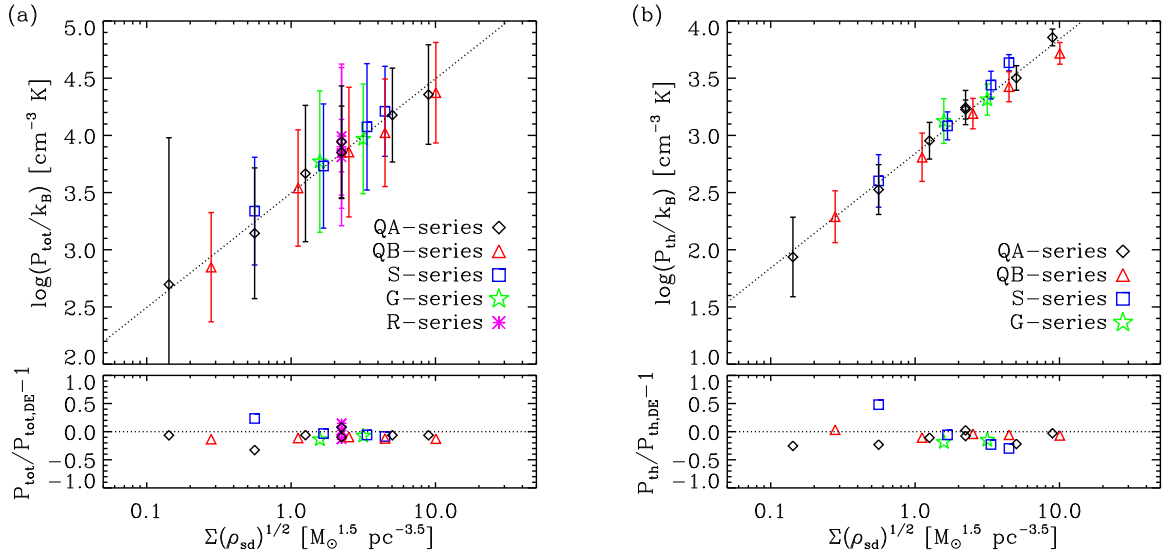 (a)
5.0
4.5
4.0
3.5
3.0
2.5
2.0
log(P_tot/k_B) [cm^−3 K]
QA−series
QB−series
S−series
G−series
R−series
1.0
0.5
0.0
−0.5
−1.0
P_tot/P_tot,DE−1
0.1 1.0 10.0
Σ(ρ_sd)^1/2 [M_⊙^1.5 pc^−3.5]
(b)
4.0
3.5
3.0
2.5
2.0
1.5
1.0
log(P_th/k_B) [cm^−3 K]
QA−series
QB−series
S−series
G−series
1.0
0.5
0.0
−0.5
−1.0
P_th/P_th,DE−1
0.1 1.0 10.0
Σ(ρ_sd)^1/2 [M_⊙^1.5 pc^−3.5]